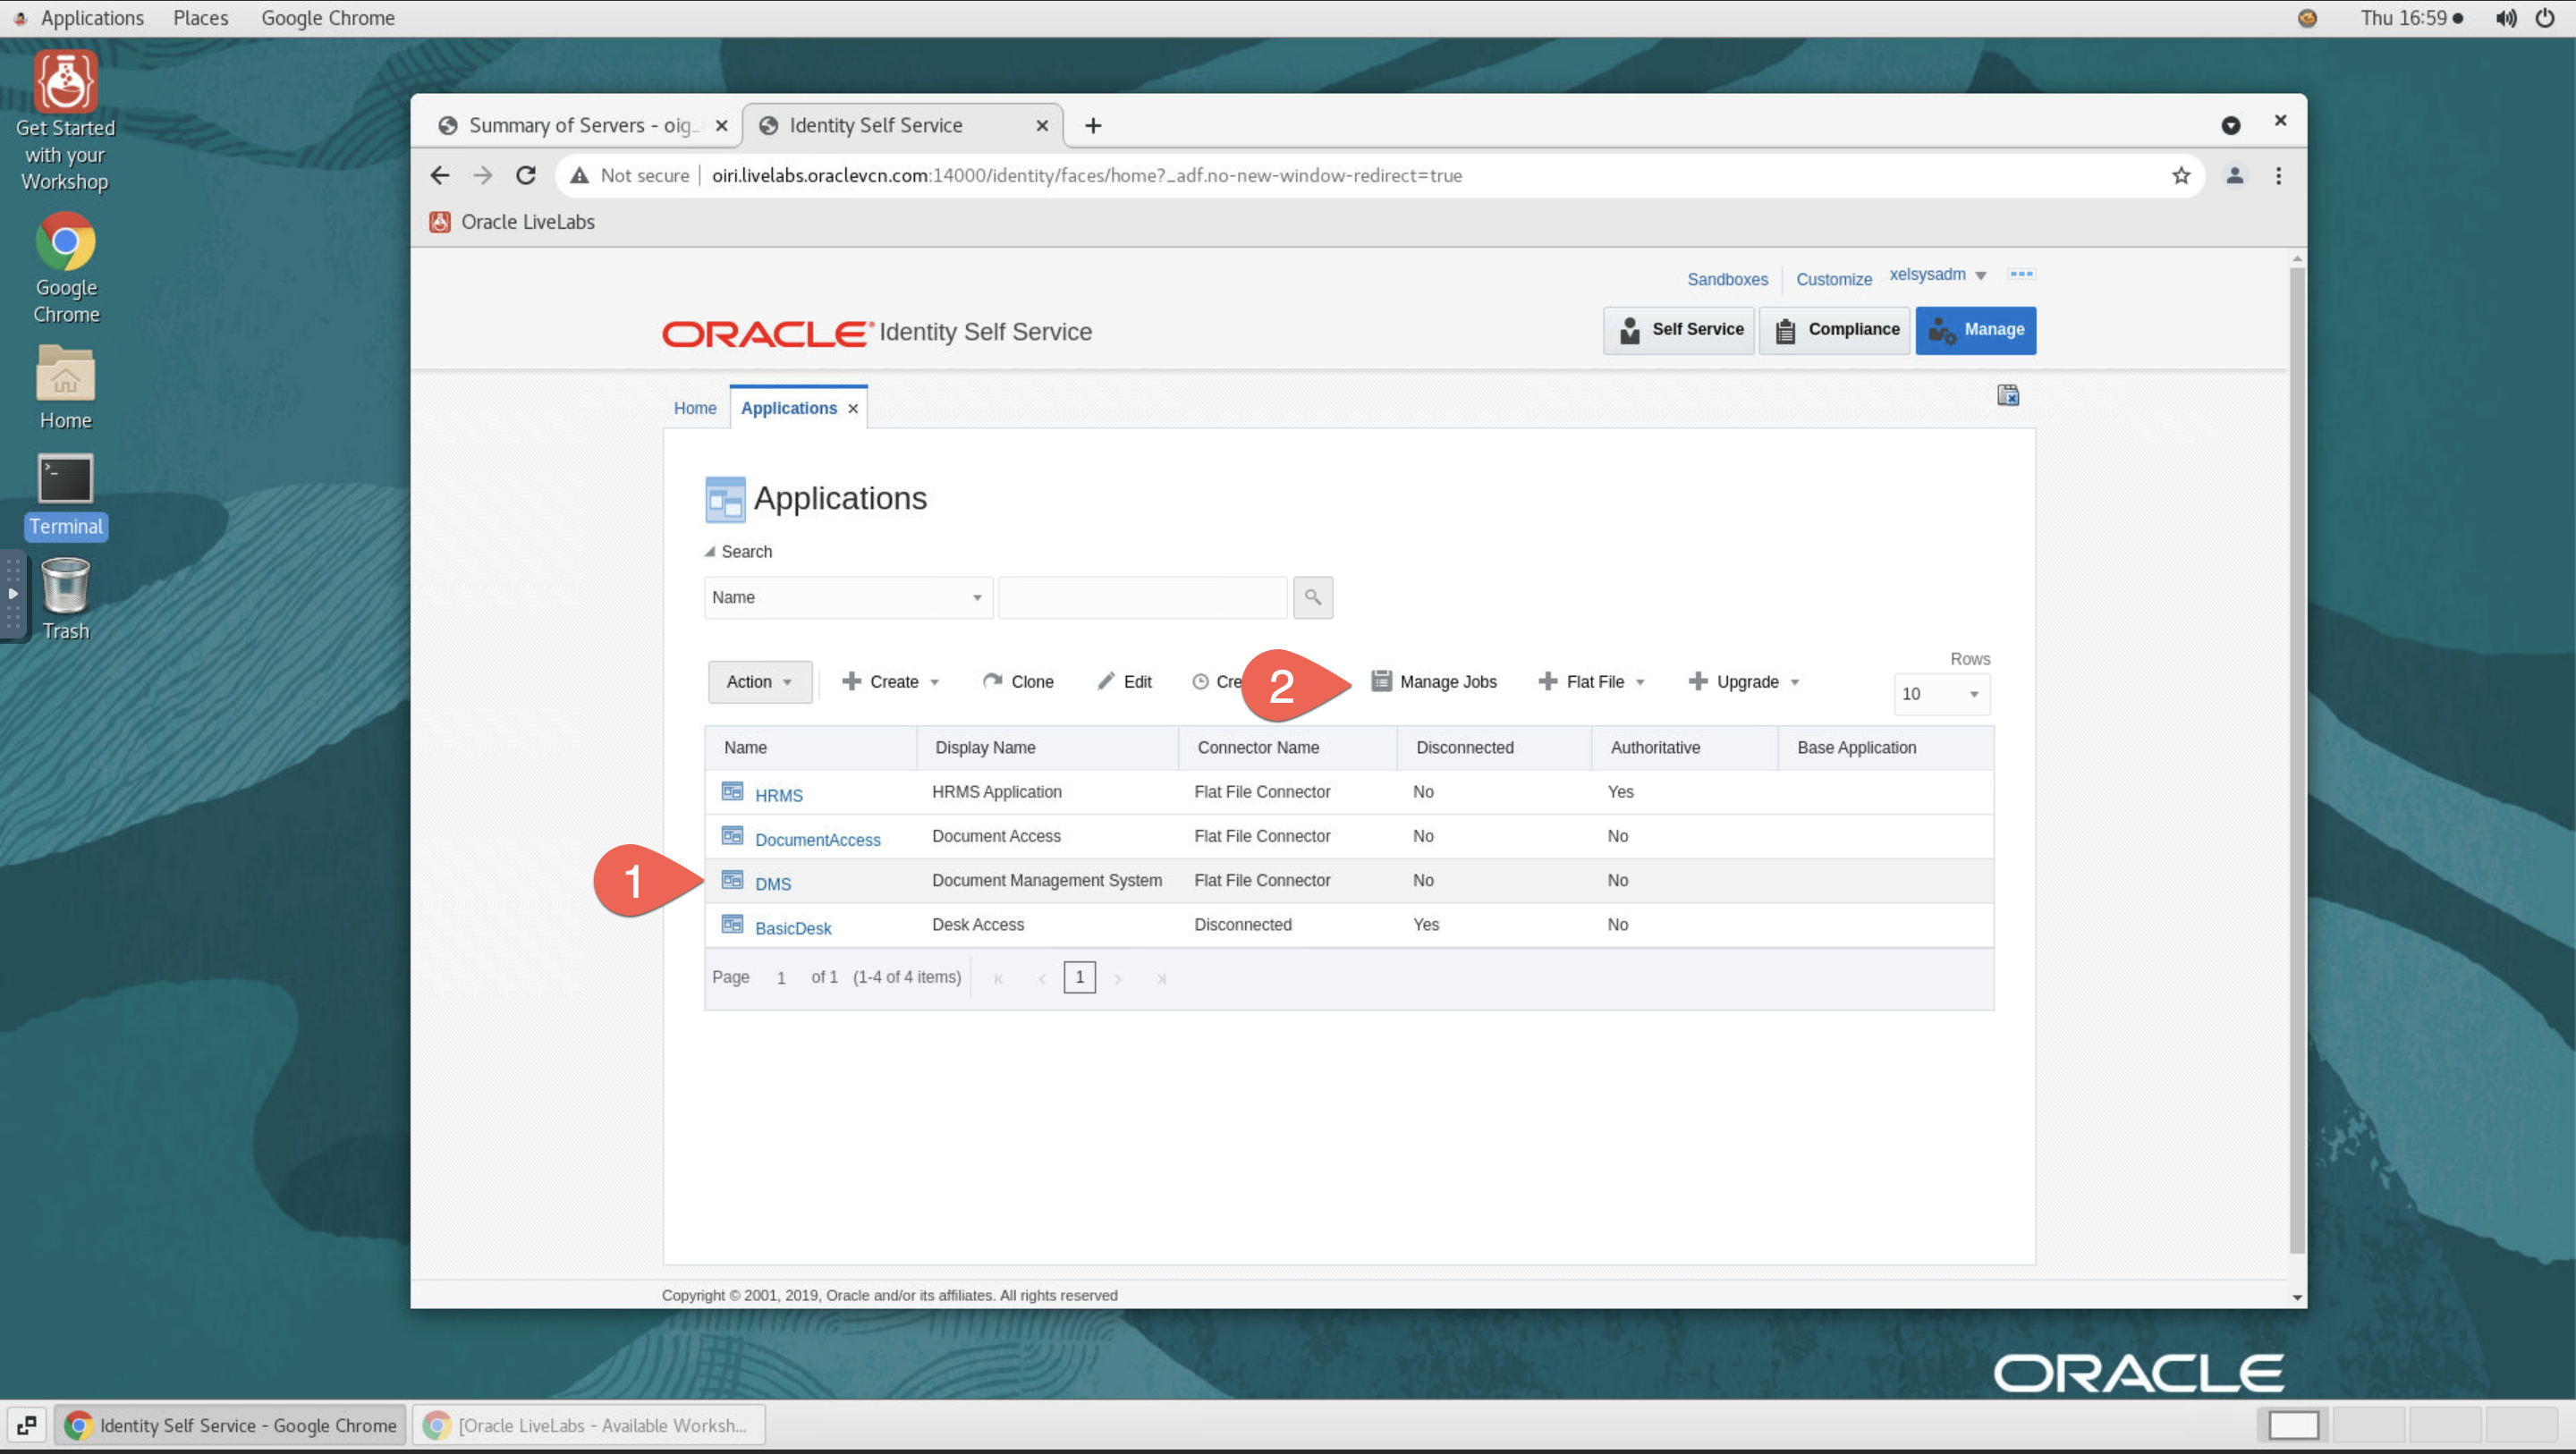 Applications Places Google Chrome Thu 16:59
Get Started
with your
Workshop
Google
Chrome
Home
Terminal
Trash
Summary of Servers - oig_ Identity Self Service
Not secure oiri.livelabs.oraclevcn.com:14000/identity/faces/home?_adf.no-new-window-redirect=true
Oracle LiveLabs
Sandboxes Customize xelsysadm
ORACLE Identity Self Service Self Service Compliance Manage
Home Applications
Applications
Search
Name
Rows
Action Create Clone Edit Cre 2 Manage Jobs Flat File Upgrade 10
Name Display Name Connector Name Disconnected Authoritative Base Application
HRMS HRMS Application Flat File Connector No Yes
DocumentAccess Document Access Flat File Connector No No
1 DMS Document Management System Flat File Connector No No
BasicDesk Desk Access Disconnected Yes No
Page 1 of 1 (1-4 of 4 items) 1
Copyright © 2001, 2019, Oracle and/or its affiliates. All rights reserved
ORACLE
Identity Self Service - Google Chrome [Oracle LiveLabs - Available Worksh...